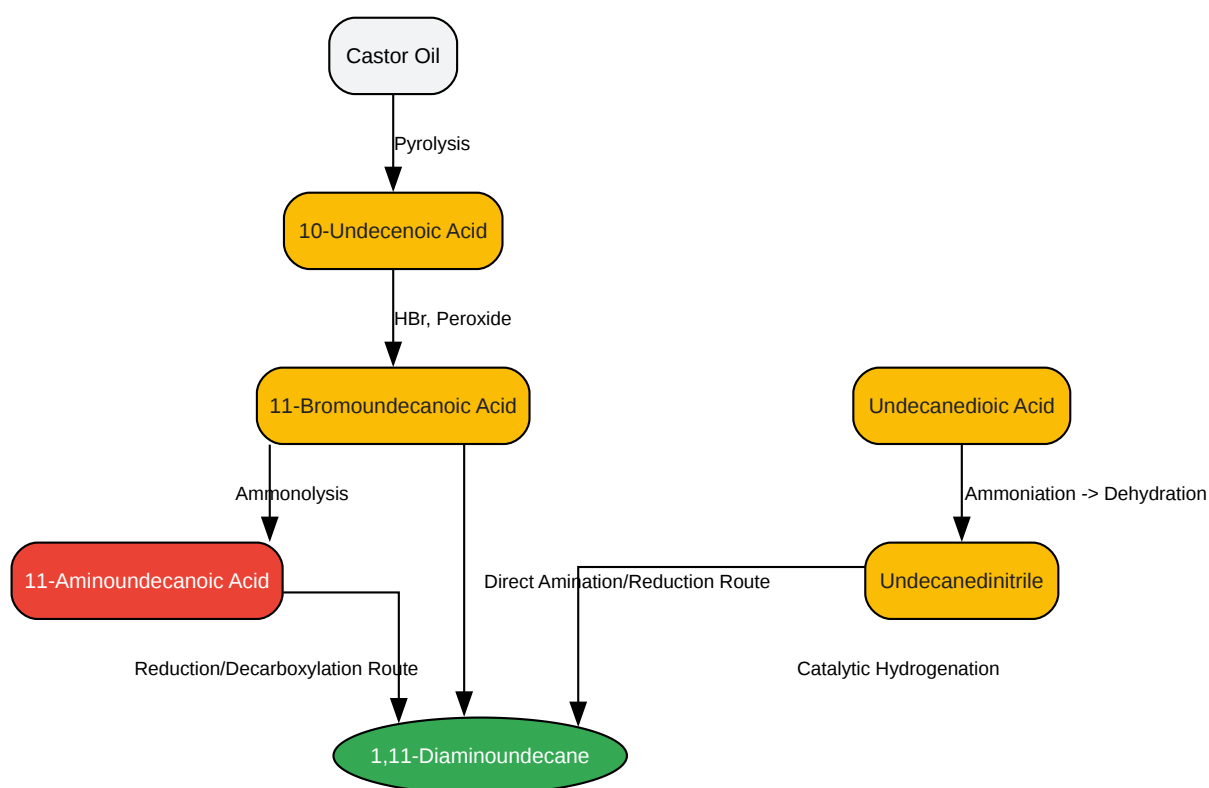 Castor Oil
Pyrolysis
10-Undecenoic Acid
HBr, Peroxide
11-Bromoundecanoic Acid
Undecanedioic Acid
Ammonolysis
Ammoniation -> Dehydration
11-Aminoundecanoic Acid
Direct Amination/Reduction Route
Undecanedinitrile
Reduction/Decarboxylation Route
Catalytic Hydrogenation
1,11-Diaminoundecane